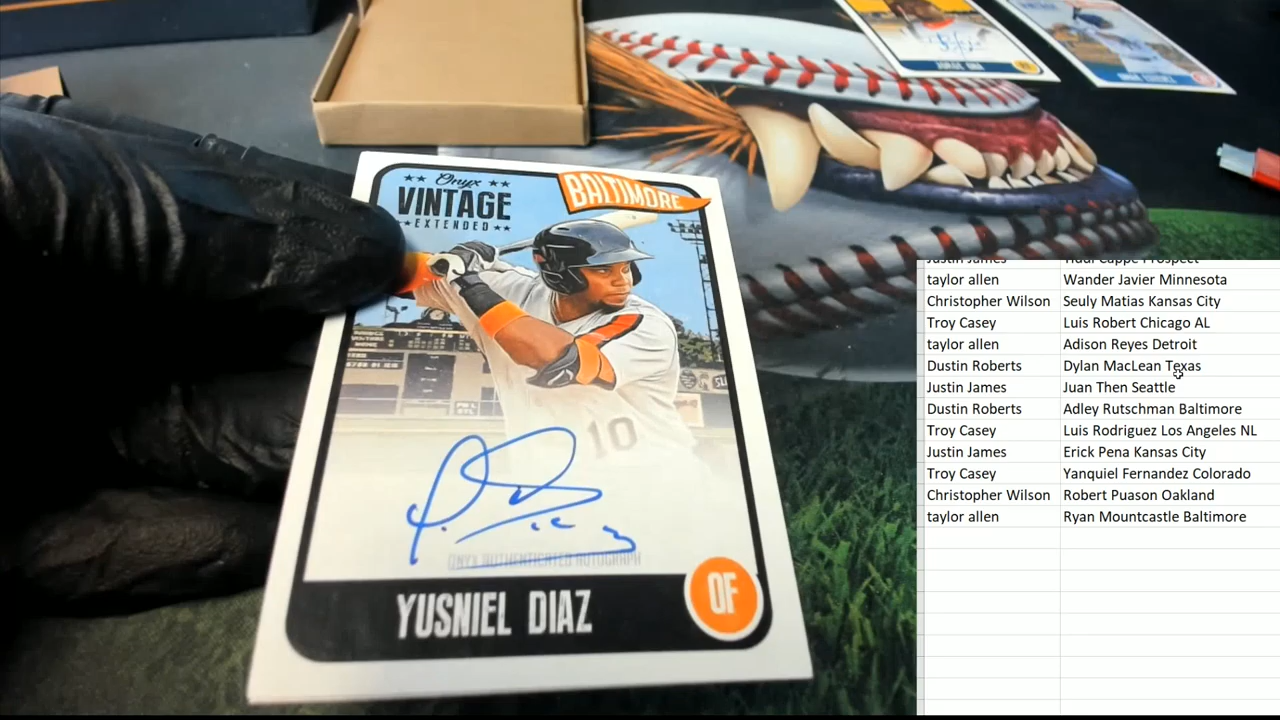 Onyx
VINTAGE
EXTENDED
BALTIMORE
10
ONYX AUTHENTICATED AUTOGRAPH
YUSNIEL DIAZ
OF
taylor allen Wander Javier Minnesota
Christopher Wilson Seuly Matias Kansas City
Troy Casey Luis Robert Chicago AL
taylor allen Adison Reyes Detroit
Dustin Roberts Dylan MacLean Texas
Justin James Juan Then Seattle
Dustin Roberts Adley Rutschman Baltimore
Troy Casey Luis Rodriguez Los Angeles NL
Justin James Erick Pena Kansas City
Troy Casey Yanquiel Fernandez Colorado
Christopher Wilson Robert Puason Oakland
taylor allen Ryan Mountcastle Baltimore